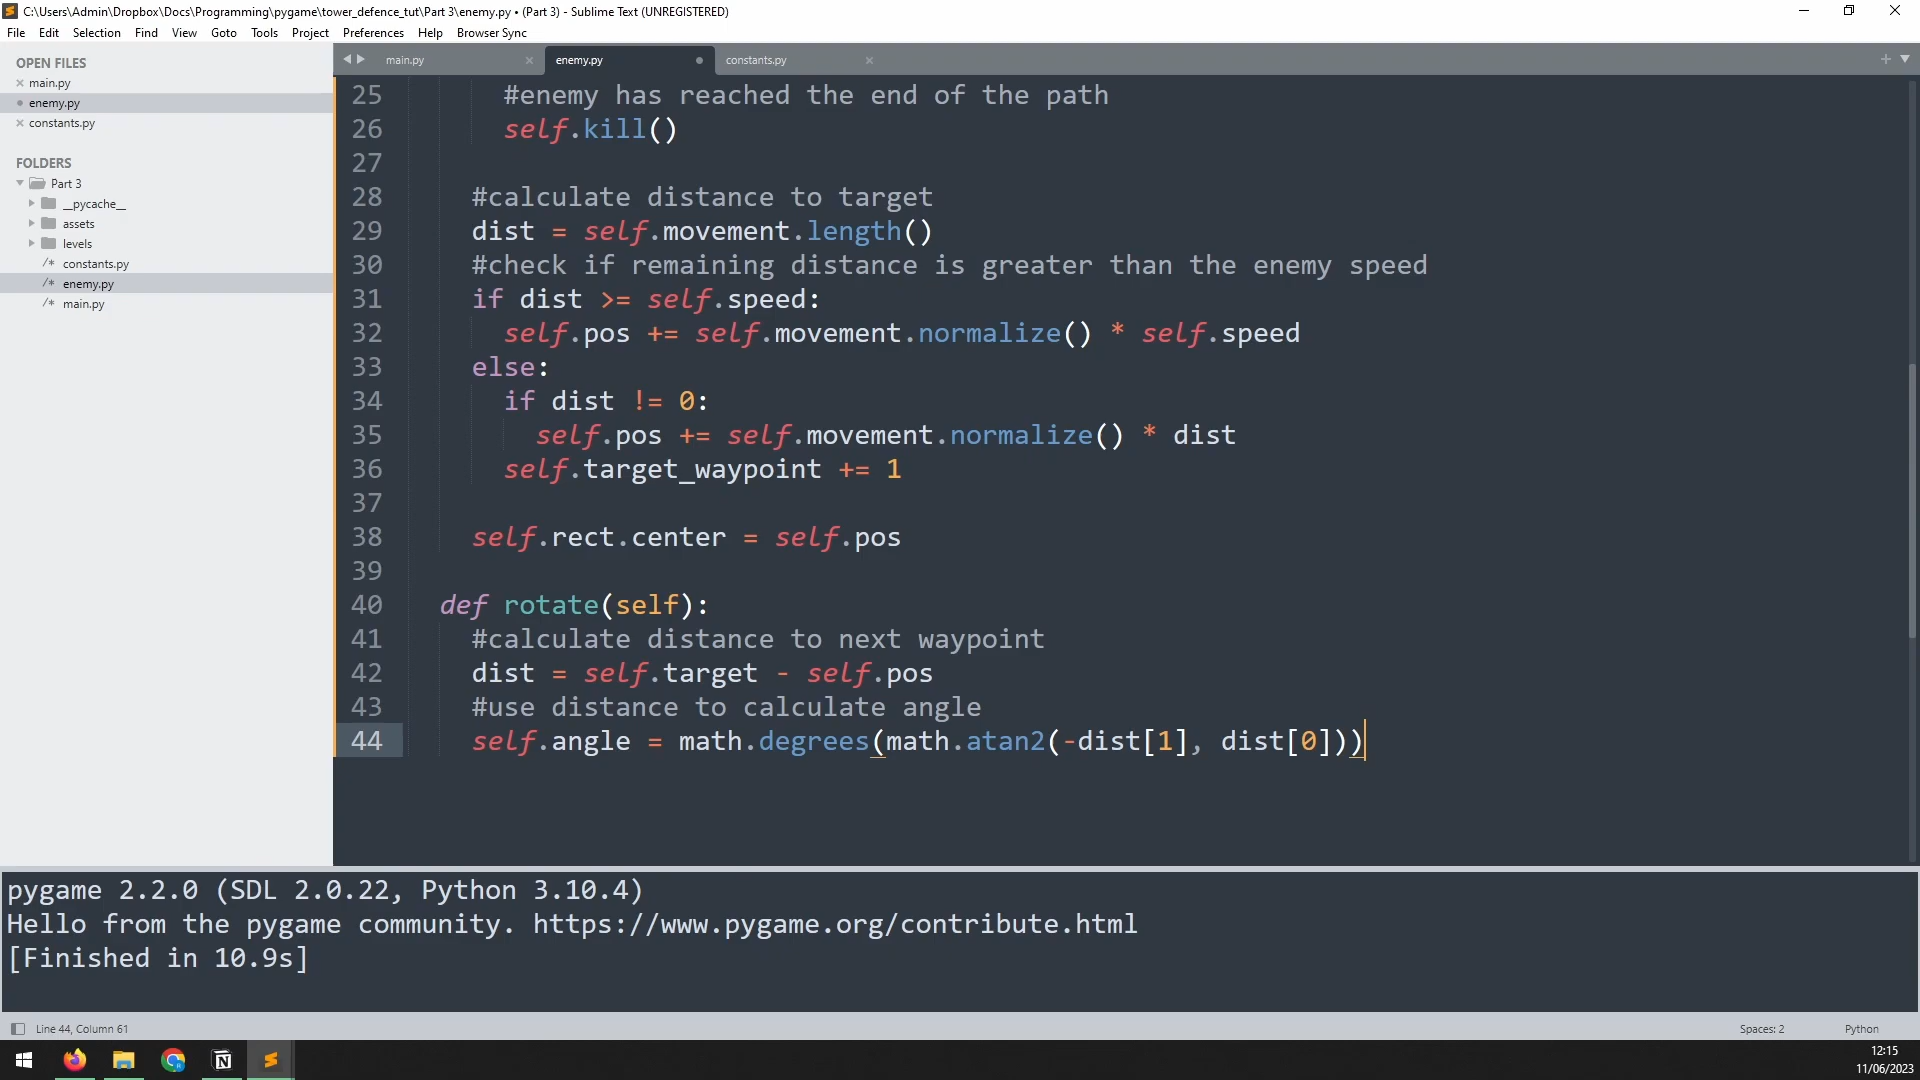 C:\Users\Admin\Dropbox\Docs\Programming\pygame\tower_defence_tut\Part 3\enemy.py • (Part 3) - Sublime Text (UNREGISTERED)
File Edit Selection Find View Goto Tools Project Preferences Help Browser Sync
OPEN FILES
main.py
enemy.py
constants.py
FOLDERS
Part 3
__pycache__
assets
levels
/* constants.py
/* enemy.py
/* main.py
main.py enemy.py constants.py
25 #enemy has reached the end of the path
26 self.kill()
27
28 #calculate distance to target
29 dist = self.movement.length()
30 #check if remaining distance is greater than the enemy speed
31 if dist >= self.speed:
32 self.pos += self.movement.normalize() * self.speed
33 else:
34 if dist != 0:
35 self.pos += self.movement.normalize() * dist
36 self.target_waypoint += 1
37
38 self.rect.center = self.pos
39
40 def rotate(self):
41 #calculate distance to next waypoint
42 dist = self.target - self.pos
43 #use distance to calculate angle
44 self.angle = math.degrees(math.atan2(-dist[1], dist[0]))
pygame 2.2.0 (SDL 2.0.22, Python 3.10.4)
Hello from the pygame community. https://www.pygame.org/contribute.html
[Finished in 10.9s]
Line 44, Column 61 Spaces: 2 Python
12:15
11/06/2023